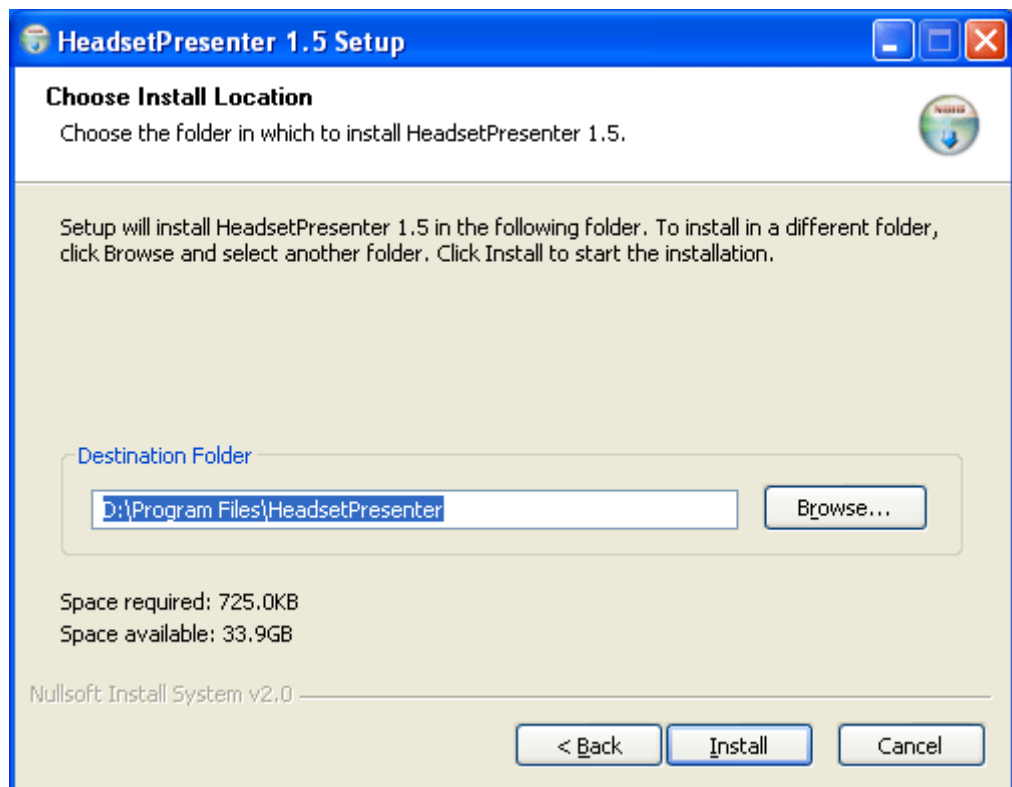 HeadsetPresenter 1.5 Setup
Choose Install Location
Choose the folder in which to install HeadsetPresenter 1.5.
Setup will install HeadsetPresenter 1.5 in the following folder. To install in a different folder,
click Browse and select another folder. Click Install to start the installation.
Destination Folder
D:\Program Files\HeadsetPresenter
Browse...
Space required: 725.0KB
Space available: 33.9GB
Nullsoft Install System v2.0
< Back
Install
Cancel